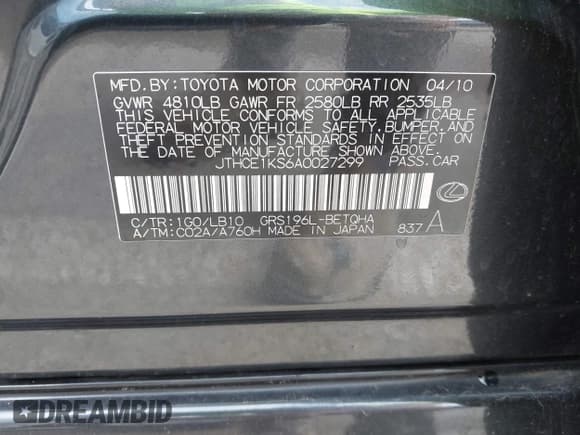 MFD.BY:TOYOTA MOTOR CORPORATION 04/10
GVWR 4810LB GAWR FR 2580LB RR 2535LB
THIS VEHICLE CONFORMS TO ALL APPLICABLE
FEDERAL MOTOR VEHICLE SAFETY,BUMPER,AND
THEFT PREVENTION STANDARDS IN EFFECT ON
THE DATE OF MANUFACTURE SHOWN ABOVE.
JTHCE1KS6A0027299 PASS.CAR
C/TR:1G0/LB10 GRS196L-BETQHA
A/TM:C02A/A760H MADE IN JAPAN 837 A
DREAMBID